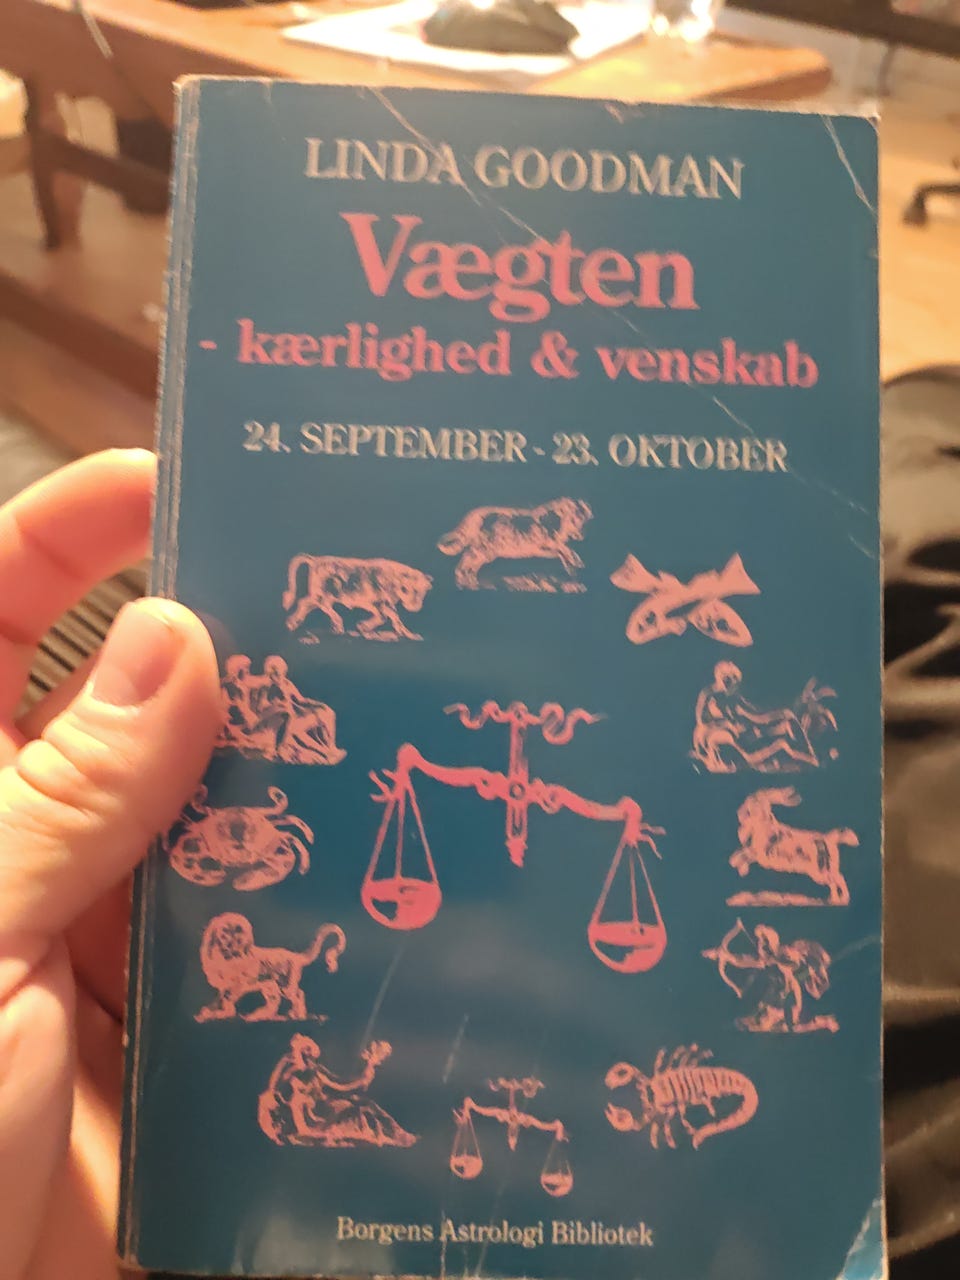 LINDA GOODMAN
Vægten
- kærlighed & venskab
24. SEPTEMBER - 23. OKTOBER
Borgens Astrologi Bibliotek